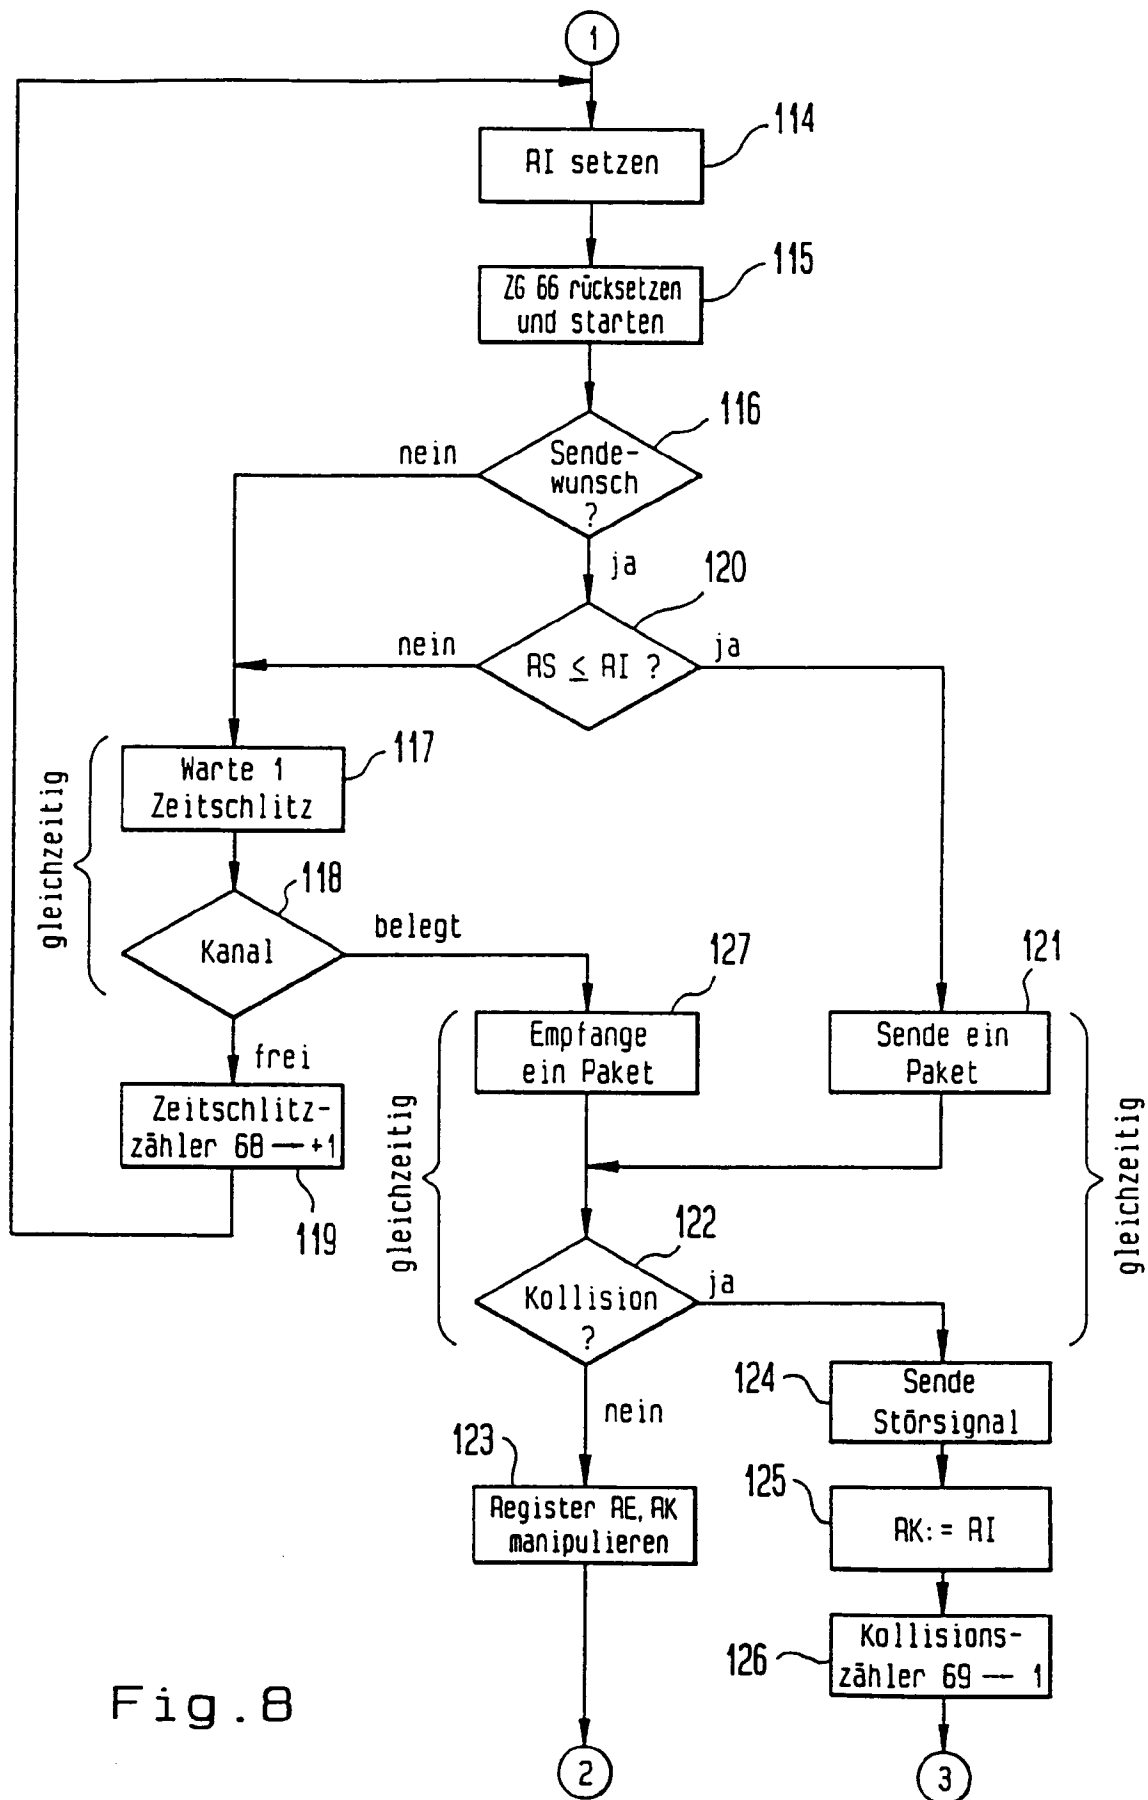 1
114
RI setzen
115
ZG 66 rücksetzen
und starten
116
nein
Sende-
wunsch
?
ja
120
nein
RS ≤ RI ?
ja
117
Warte 1
Zeitschlitz
gleichzeitig
118
Kanal
belegt
127
121
Empfange
ein Paket
Sende ein
Paket
frei
Zeitschlitz-
zähler 68 — +1
119
gleichzeitig
gleichzeitig
122
Kollision
?
ja
124
Sende
Störsignal
nein
123
125
Register RE, RK
manipulieren
RK:= RI
126
Kollisions-
zähler 69 — 1
Fig.8
2
3